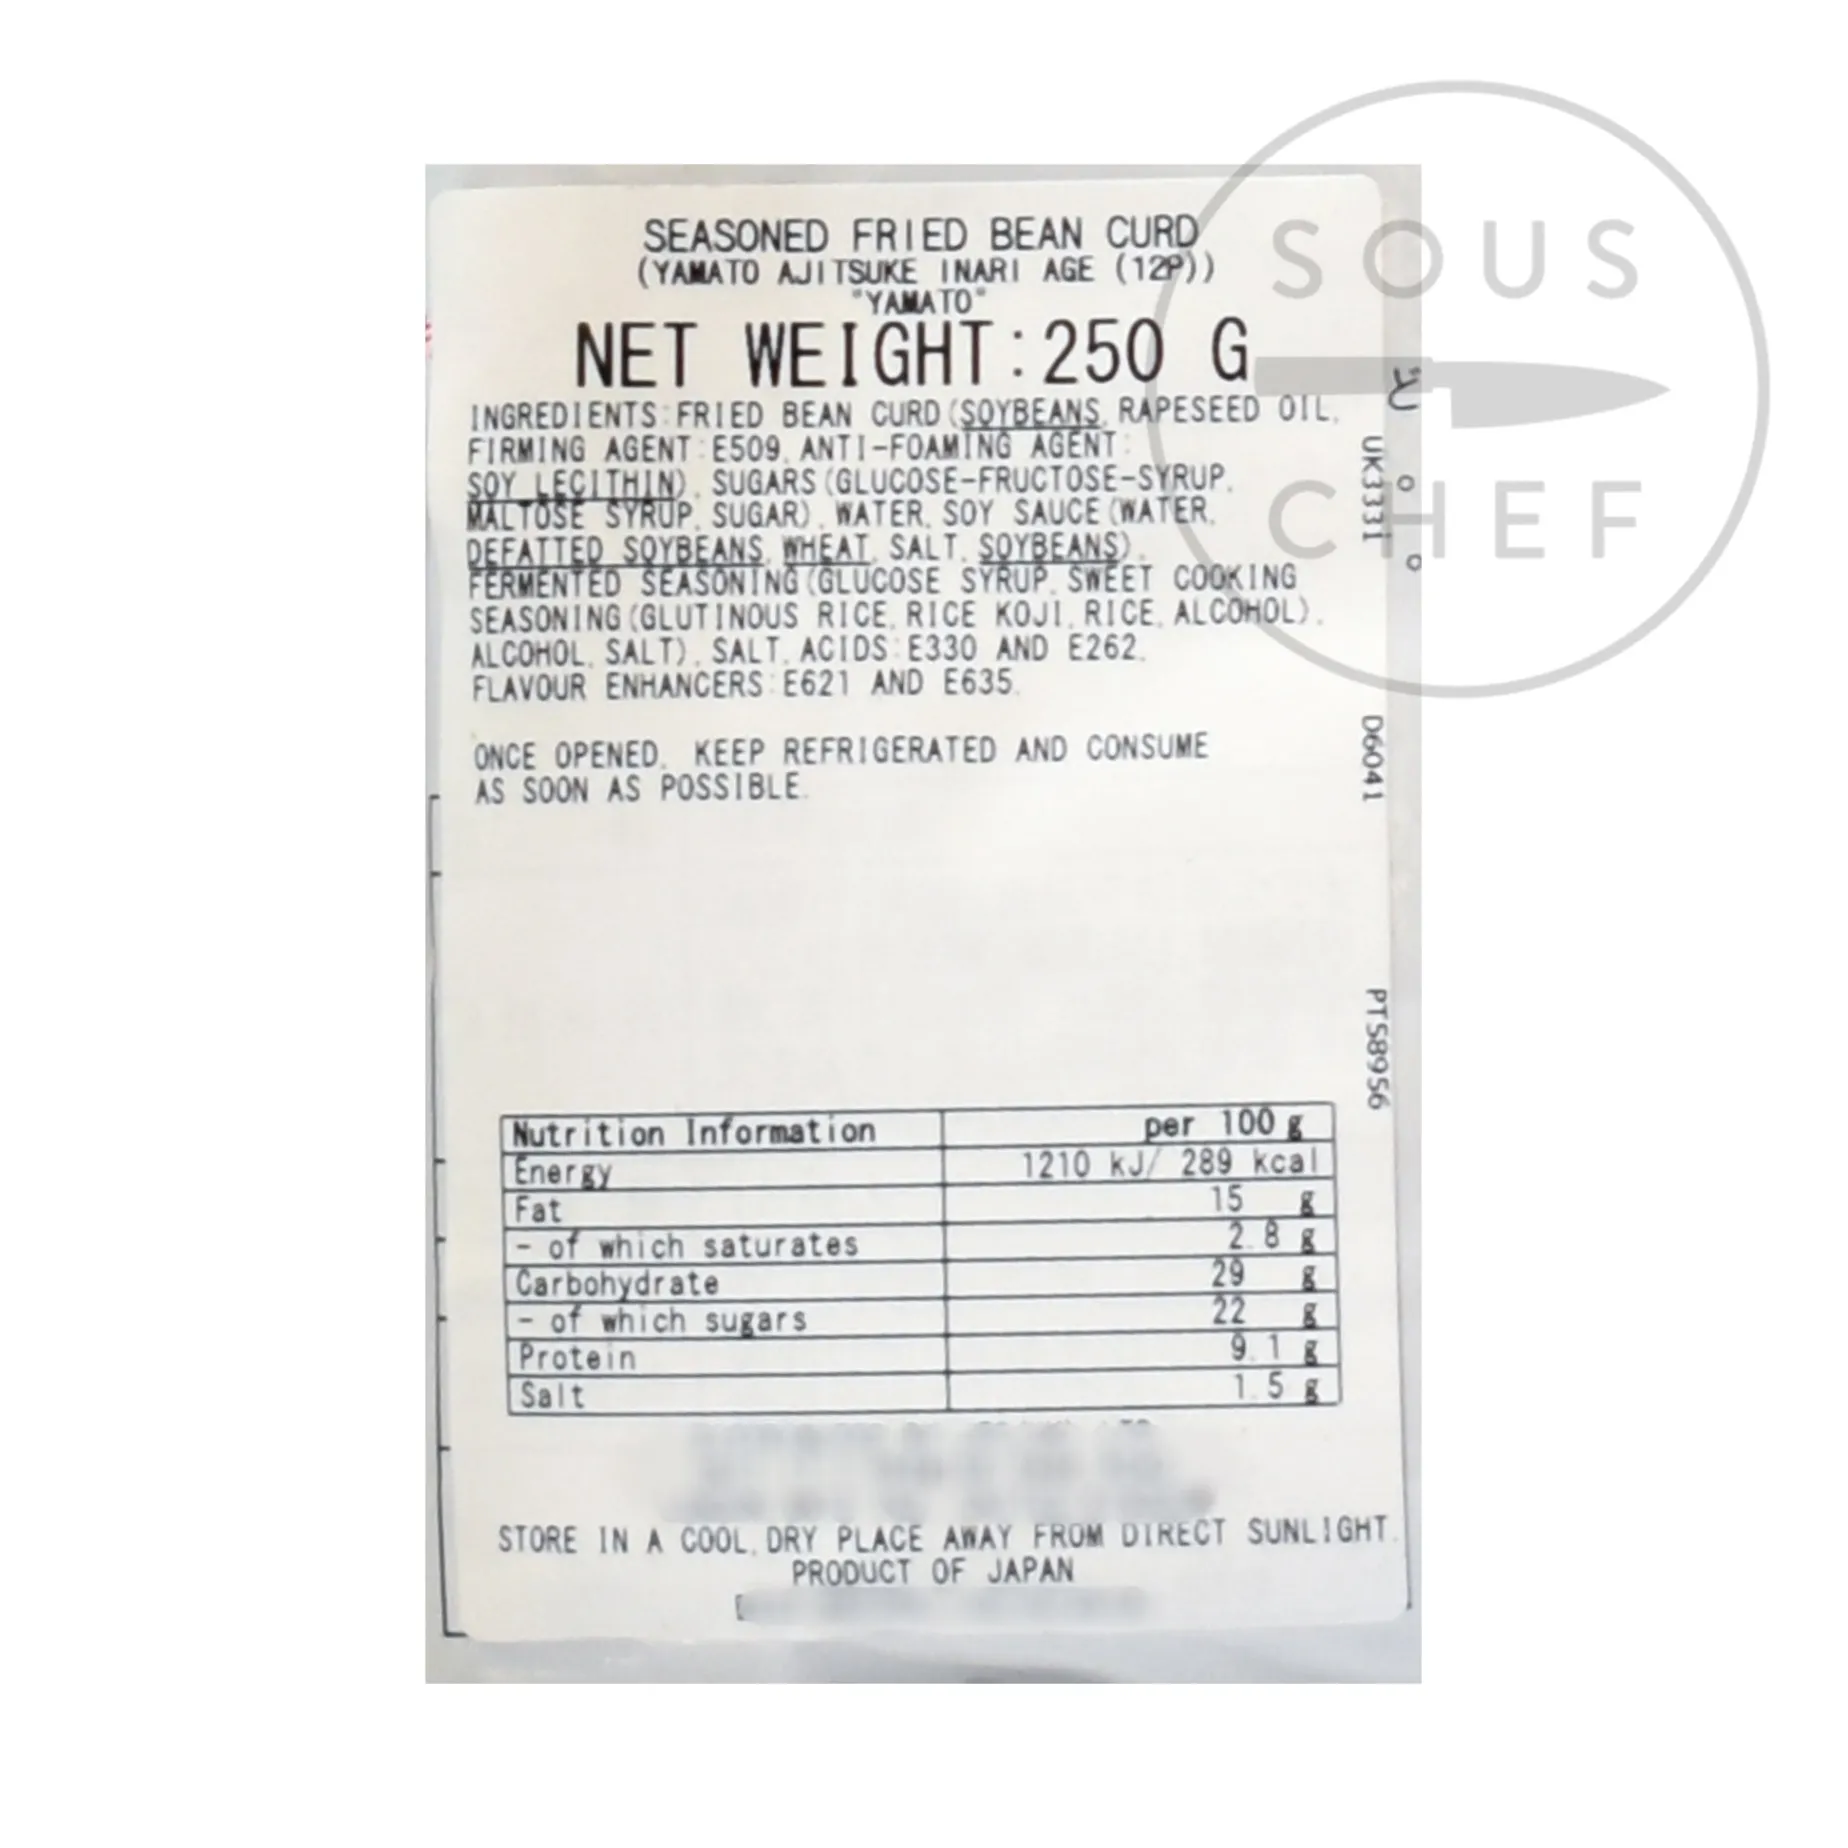 SOUS
CHEF
SEASONED FRIED BEAN CURD
(YAMATO AJITSUKE INARI AGE (12P))
"YAMATO"
NET WEIGHT:250 G
INGREDIENTS:FRIED BEAN CURD(SOYBEANS, RAPESEED OIL,
FIRMING AGENT:E509, ANTI-FOAMING AGENT:
SOY LECITHIN), SUGARS(GLUCOSE-FRUCTOSE-SYRUP,
MALTOSE SYRUP, SUGAR), WATER, SOY SAUCE(WATER,
DEFATTED SOYBEANS, WHEAT, SALT, SOYBEANS),
FERMENTED SEASONING(GLUCOSE SYRUP, SWEET COOKING
SEASONING(GLUTINOUS RICE, RICE KOJI, RICE, ALCOHOL),
ALCOHOL, SALT), SALT, ACIDS:E330 AND E262,
FLAVOUR ENHANCERS:E621 AND E635.
ONCE OPENED, KEEP REFRIGERATED AND CONSUME
AS SOON AS POSSIBLE.
UK3331
D6041
PTS8956
Nutrition Information per 100 g
Energy 1210 kJ/ 289 kcal
Fat 15 g
- of which saturates 2.8 g
Carbohydrate 29 g
- of which sugars 22 g
Protein 9.1 g
Salt 1.5 g
STORE IN A COOL, DRY PLACE AWAY FROM DIRECT SUNLIGHT.
PRODUCT OF JAPAN